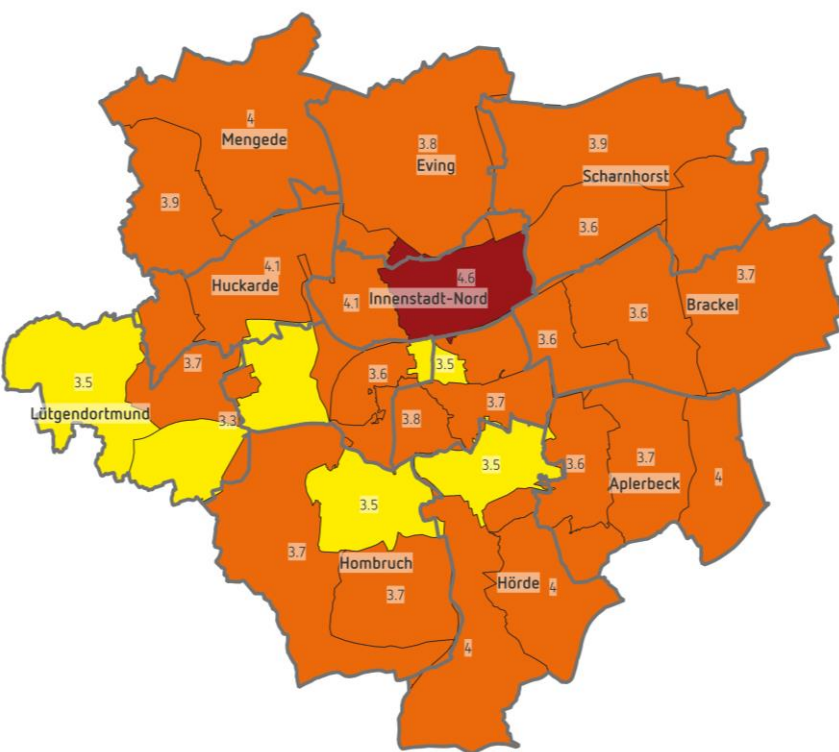 4
Mengede
3.8
Eving
3.9
Scharnhorst
3.9
3.6
4.1
Huckarde
4.1
4.6
Innenstadt-Nord
3.7
Brackel
3.6
3.6
3.5
Lütgendortmund
3.7
3.6
3.5
3.3
3.8
3.7
3.5
3.5
3.6
3.7
Aplerbeck
4
3.7
Hombruch
3.7
Hörde
4
4